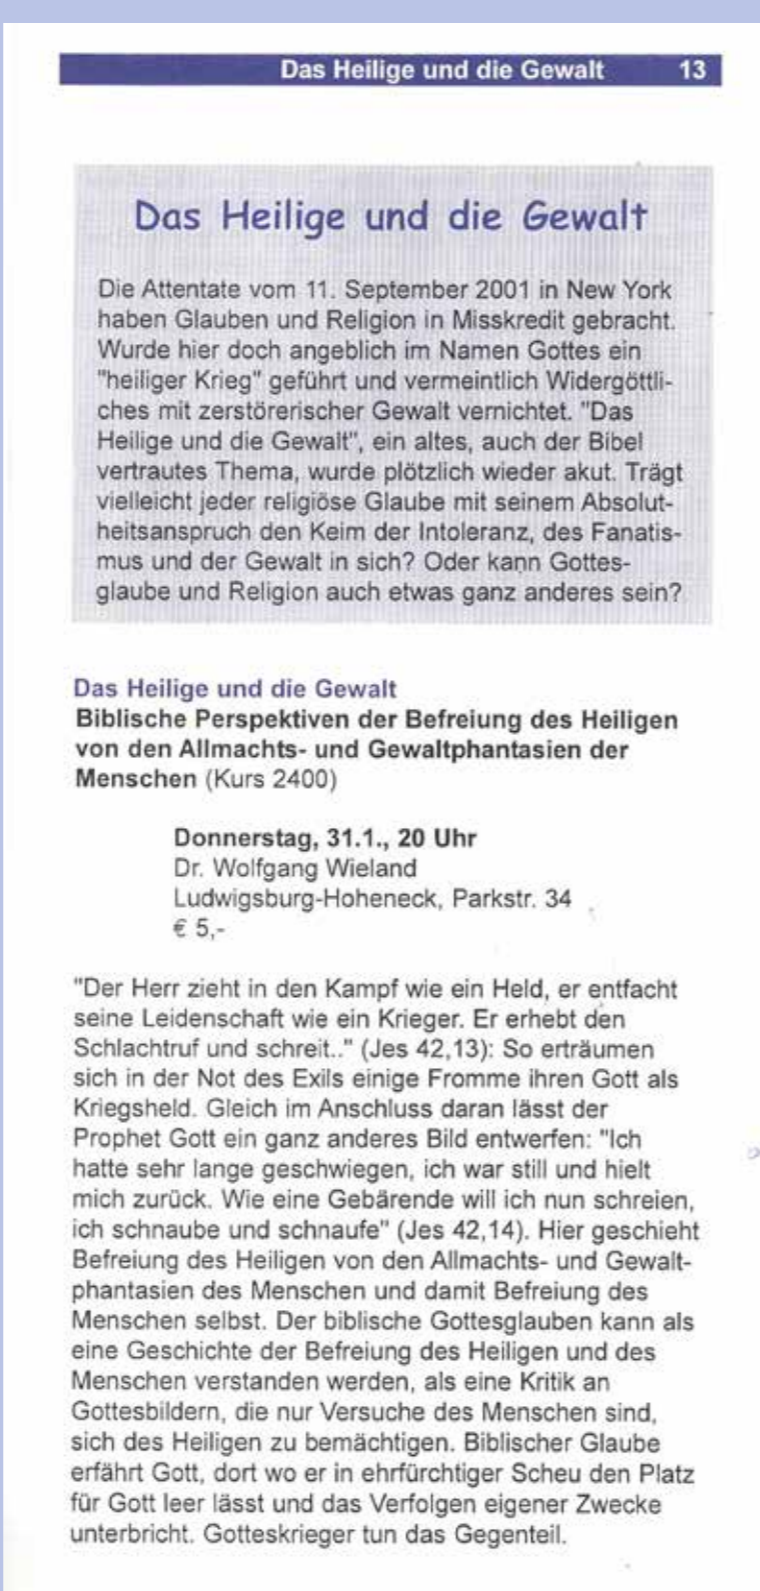 Das Heilige und die Gewalt 13
Das Heilige und die Gewalt
Die Attentate vom 11. September 2001 in New York
haben Glauben und Religion in Misskredit gebracht.
Wurde hier doch angeblich im Namen Gottes ein
"heiliger Krieg" geführt und vermeintlich Widergöttli-
ches mit zerstörerischer Gewalt vernichtet. "Das
Heilige und die Gewalt", ein altes, auch der Bibel
vertrautes Thema, wurde plötzlich wieder akut. Trägt
vielleicht jeder religiöse Glaube mit seinem Absolut-
heitsanspruch den Keim der Intoleranz, des Fanatis-
mus und der Gewalt in sich? Oder kann Gottes-
glaube und Religion auch etwas ganz anderes sein?
Das Heilige und die Gewalt
Biblische Perspektiven der Befreiung des Heiligen
von den Allmachts- und Gewaltphantasien der
Menschen (Kurs 2400)
Donnerstag, 31.1., 20 Uhr
Dr. Wolfgang Wieland
Ludwigsburg-Hoheneck, Parkstr. 34
€ 5,-
"Der Herr zieht in den Kampf wie ein Held, er entfacht
seine Leidenschaft wie ein Krieger. Er erhebt den
Schlachtruf und schreit.." (Jes 42,13): So erträumen
sich in der Not des Exils einige Fromme ihren Gott als
Kriegsheld. Gleich im Anschluss daran lässt der
Prophet Gott ein ganz anderes Bild entwerfen: "Ich
hatte sehr lange geschwiegen, ich war still und hielt
mich zurück. Wie eine Gebärende will ich nun schreien,
ich schnaube und schnaufe" (Jes 42,14). Hier geschieht
Befreiung des Heiligen von den Allmachts- und Gewalt-
phantasien des Menschen und damit Befreiung des
Menschen selbst. Der biblische Gottesglauben kann als
eine Geschichte der Befreiung des Heiligen und des
Menschen verstanden werden, als eine Kritik an
Gottesbildern, die nur Versuche des Menschen sind,
sich des Heiligen zu bemächtigen. Biblischer Glaube
erfährt Gott, dort wo er in ehrfürchtiger Scheu den Platz
für Gott leer lässt und das Verfolgen eigener Zwecke
unterbricht. Gotteskrieger tun das Gegenteil.